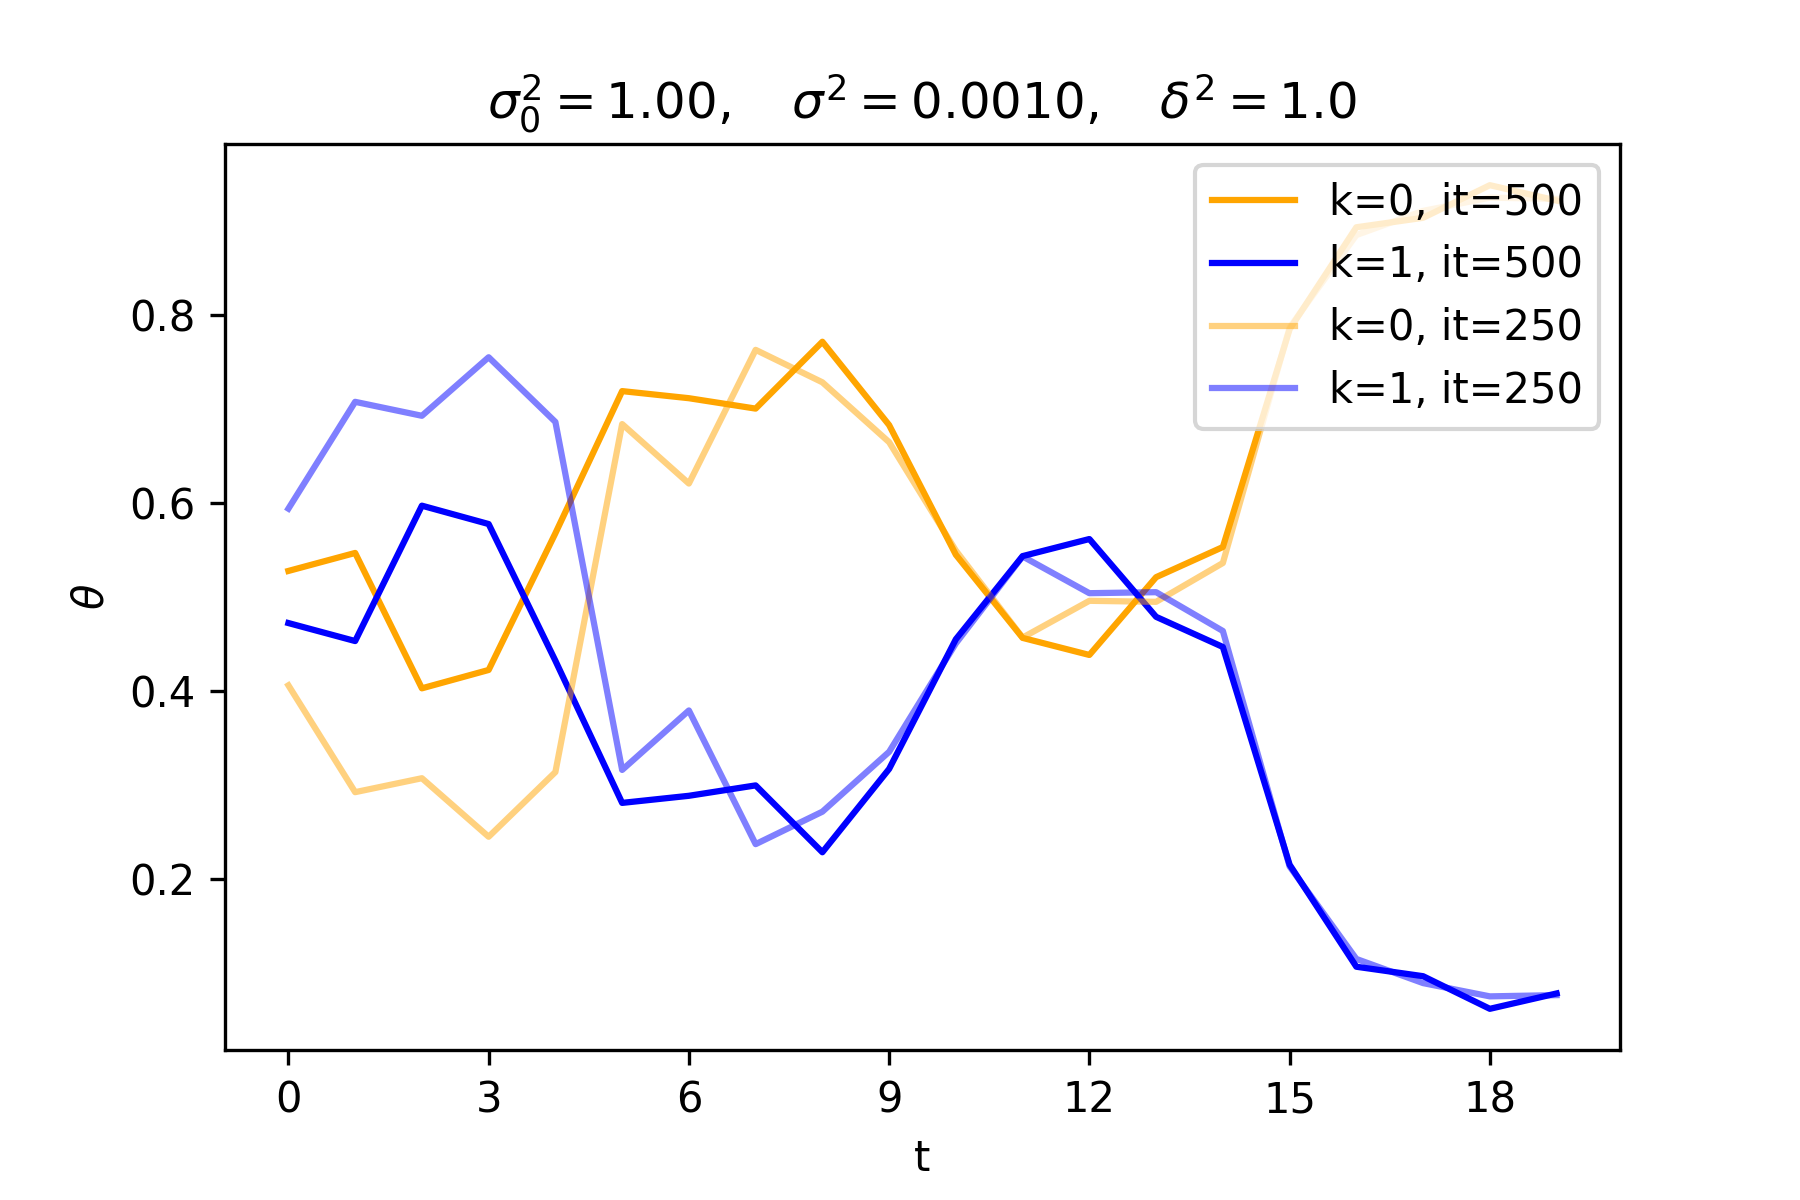 σ₀² = 1.00, σ² = 0.0010, δ² = 1.0
k=0, it=500
k=1, it=500
k=0, it=250
k=1, it=250
0.8
0.6
0.4
0.2
θ
0 3 6 9 12 15 18
t